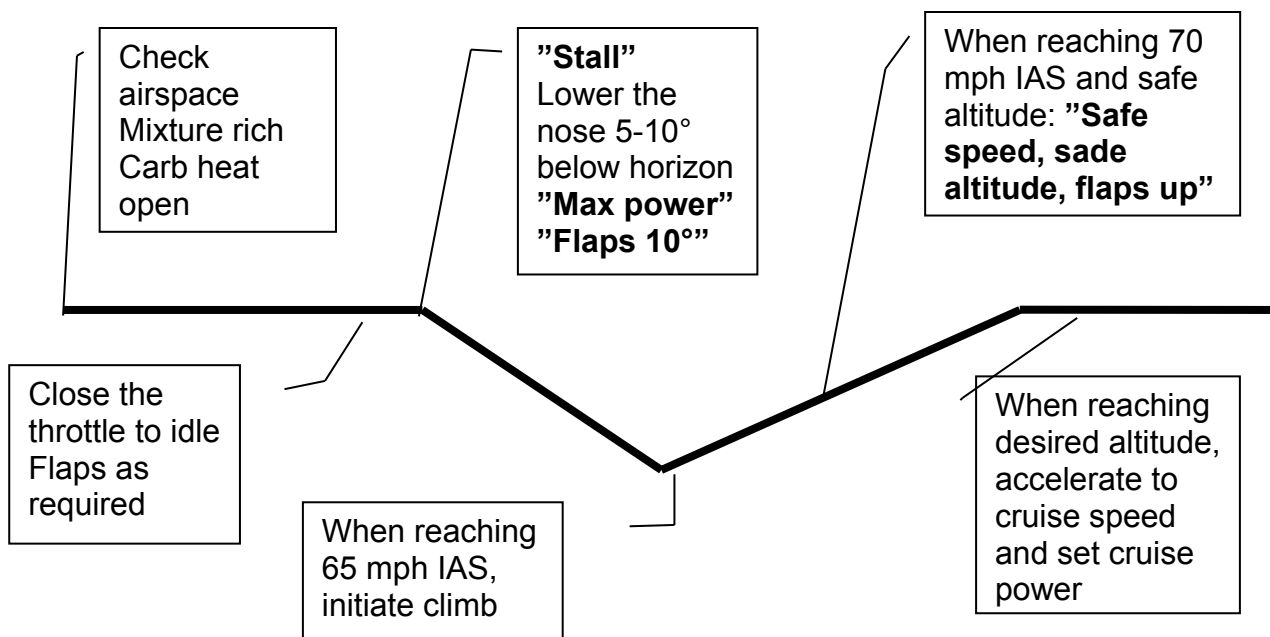 Check
airspace
Mixture rich
Carb heat
open
Close the
throttle to idle
Flaps as
required
”Stall”
Lower the
nose 5-10°
below horizon
”Max power”
”Flaps 10°”
When reaching
65 mph IAS,
initiate climb
When reaching 70
mph IAS and safe
altitude: ”Safe
speed, sade
altitude, flaps up”
When reaching
desired altitude,
accelerate to
cruise speed
and set cruise
power